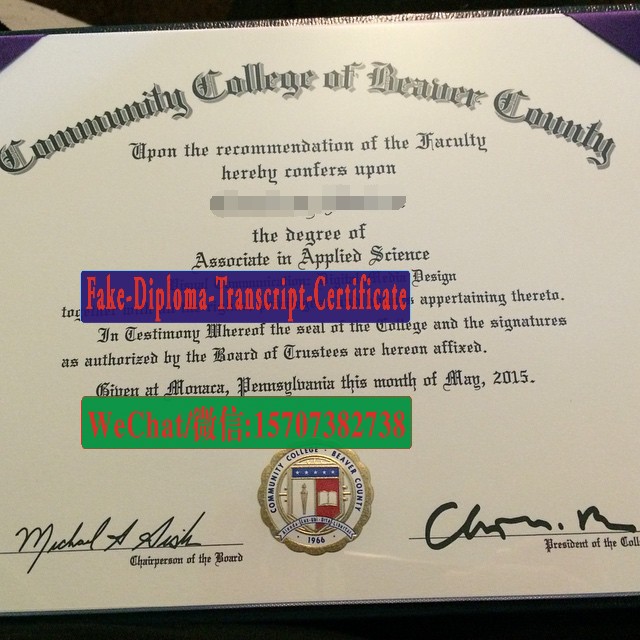 Community College of Beaver County
Upon the recommendation of the Faculty
hereby confers upon
the degree of
Associate in Applied Science
Design
Fake-Diploma-Transcript-Certificate
appertaining thereto.
In Testimony Whereof the seal of the College and the signatures
as authorized by the Board of Trustees are hereon affixed.
Given at Monaca, Pennsylvania this month of May, 2015.
WeChat/微信:15707382738
COMMUNITY COLLEGE · BEAVER COUNTY
1966
Chairperson of the Board
President of the Coll